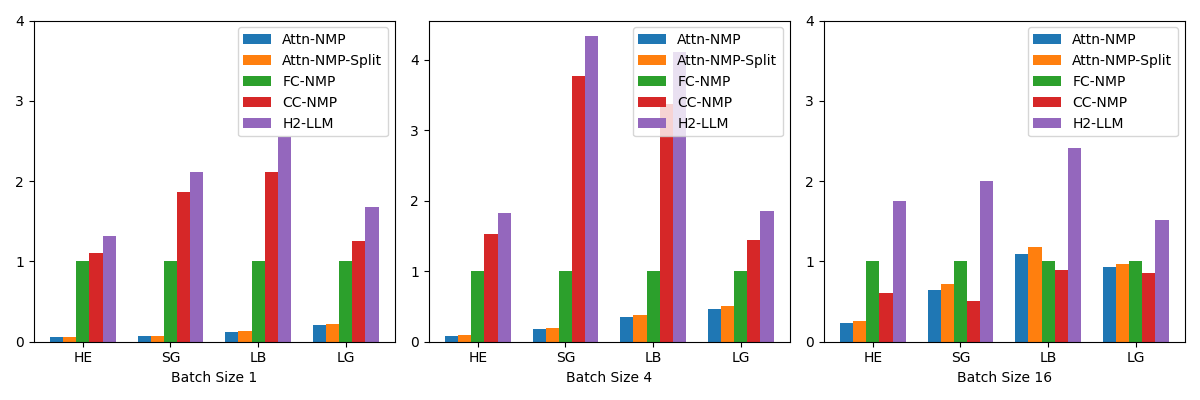 4
3
2
1
0
Attn-NMP
Attn-NMP-Split
FC-NMP
CC-NMP
H2-LLM
HE SG LB LG
Batch Size 1
4
3
2
1
0
Attn-NMP
Attn-NMP-Split
FC-NMP
CC-NMP
H2-LLM
HE SG LB LG
Batch Size 4
4
3
2
1
0
Attn-NMP
Attn-NMP-Split
FC-NMP
CC-NMP
H2-LLM
HE SG LB LG
Batch Size 16